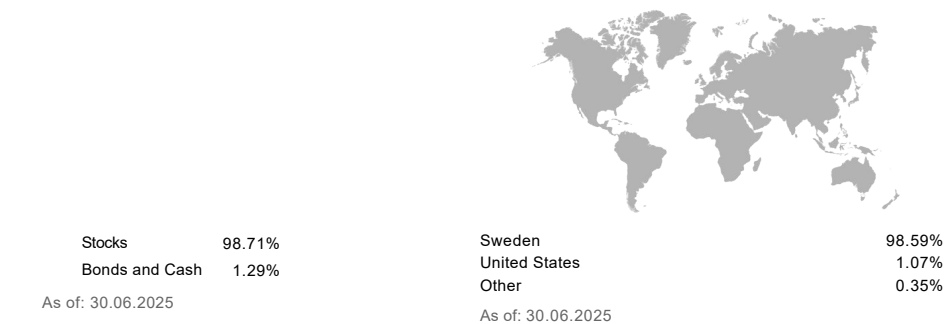 Stocks 98.71%
Bonds and Cash 1.29%
As of: 30.06.2025
Sweden 98.59%
United States 1.07%
Other 0.35%
As of: 30.06.2025